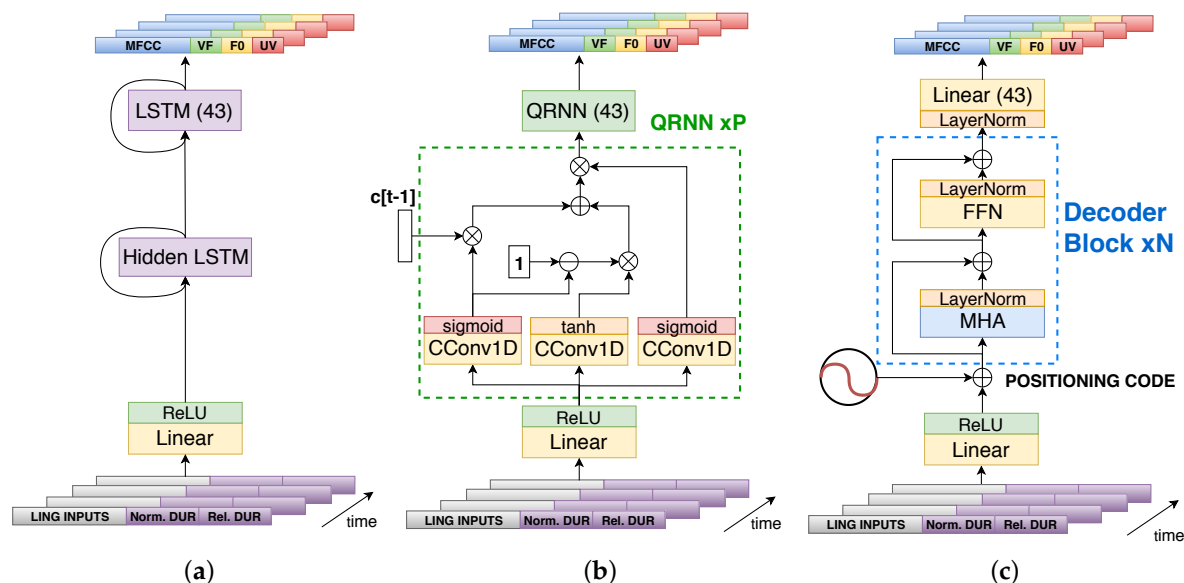 MFCC VF F0 UV
LSTM (43)
Hidden LSTM
ReLU
Linear
LING INPUTS Norm. DUR Rel. DUR
time
(a)
MFCC VF F0 UV
QRNN (43)
QRNN xP
c[t-1]
1
sigmoid tanh sigmoid
CConv1D CConv1D CConv1D
ReLU
Linear
LING INPUTS Norm. DUR Rel. DUR
time
(b)
MFCC VF F0 UV
Linear (43)
LayerNorm
LayerNorm
FFN
Decoder
Block xN
LayerNorm
MHA
POSITIONING CODE
ReLU
Linear
LING INPUTS Norm. DUR Rel. DUR
time
(c)